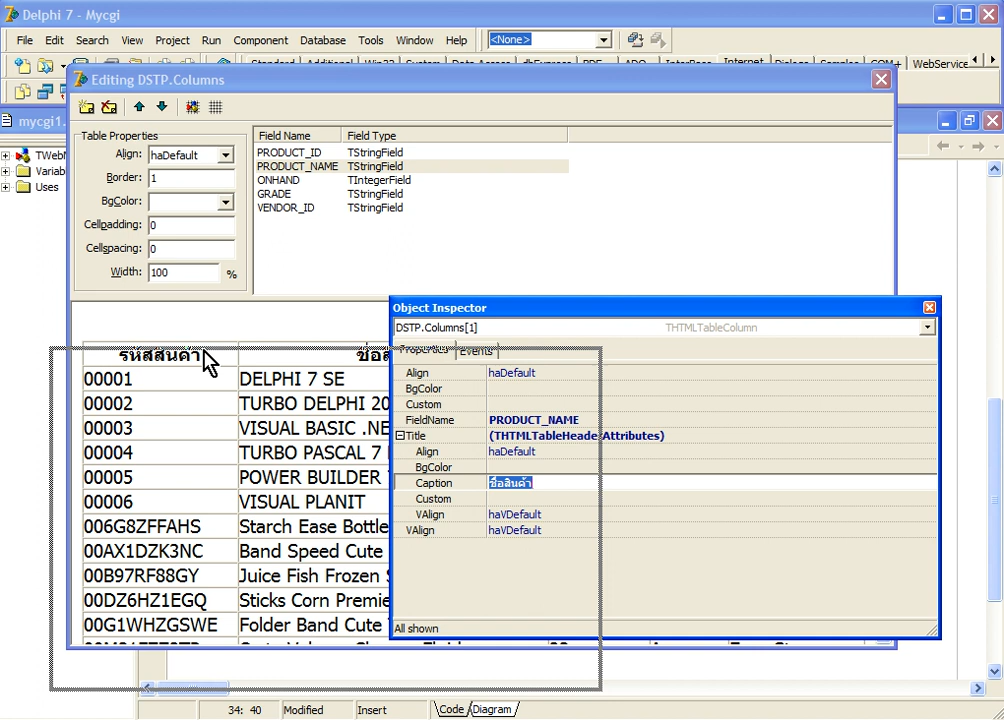 Delphi 7 - Mycgi
File Edit Search View Project Run Component Database Tools Window Help <None>
Standard Additional Win32 System Data Access dbExpress BDE ADO InterBase Internet Dialogs Samples COM+ WebService
Editing DSTP.Columns
mycgi1.
Table Properties
Align: haDefault
Border: 1
BgColor:
Cellpadding: 0
Cellspacing: 0
Width: 100 %
Field Name Field Type
PRODUCT_ID TStringField
PRODUCT_NAME TStringField
ONHAND TIntegerField
GRADE TStringField
VENDOR_ID TStringField
Variab
Uses
รหัสสินค้า
00001 DELPHI 7 SE
00002 TURBO DELPHI 20
00003 VISUAL BASIC .NE
00004 TURBO PASCAL 7
00005 POWER BUILDER
00006 VISUAL PLANIT
006G8ZFFAHS Starch Ease Bottle
00AX1DZK3NC Band Speed Cute
00B97RF88GY Juice Fish Frozen
00DZ6HZ1EGQ Sticks Corn Premie
00G1WHZGSWE Folder Band Cute
Object Inspector
DSTP.Columns[1] THTMLTableColumn
Properties Events
Align haDefault
BgColor
Custom
FieldName PRODUCT_NAME
Title (THTMLTableHeaderAttributes)
Align haDefault
BgColor
Caption ชื่อสินค้า
Custom
VAlign haVDefault
VAlign haVDefault
All shown
34: 40 Modified Insert Code Diagram